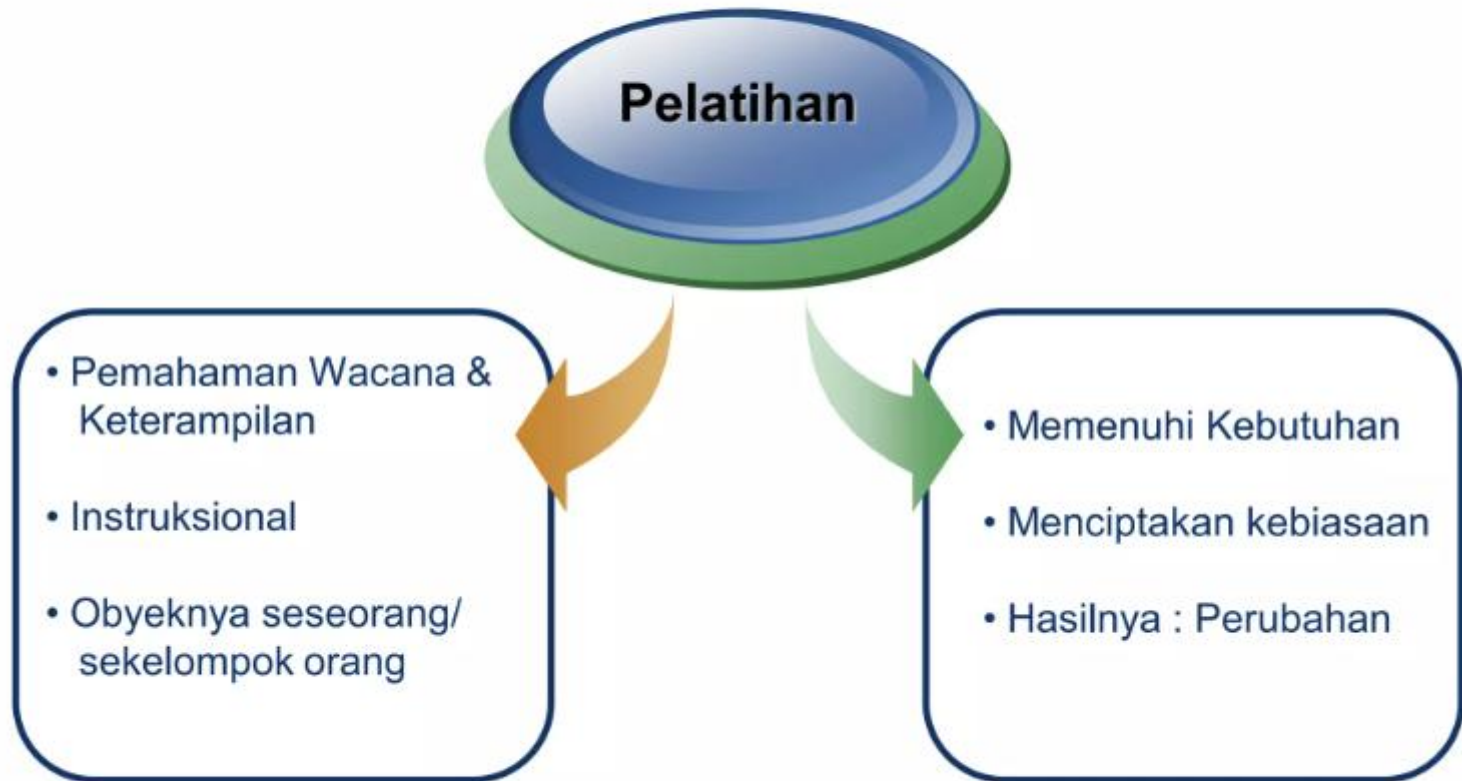 Pelatihan
• Pemahaman Wacana &
Keterampilan
• Instruksional
• Obyeknya seseorang/
sekelompok orang
• Memenuhi Kebutuhan
• Menciptakan kebiasaan
• Hasilnya : Perubahan